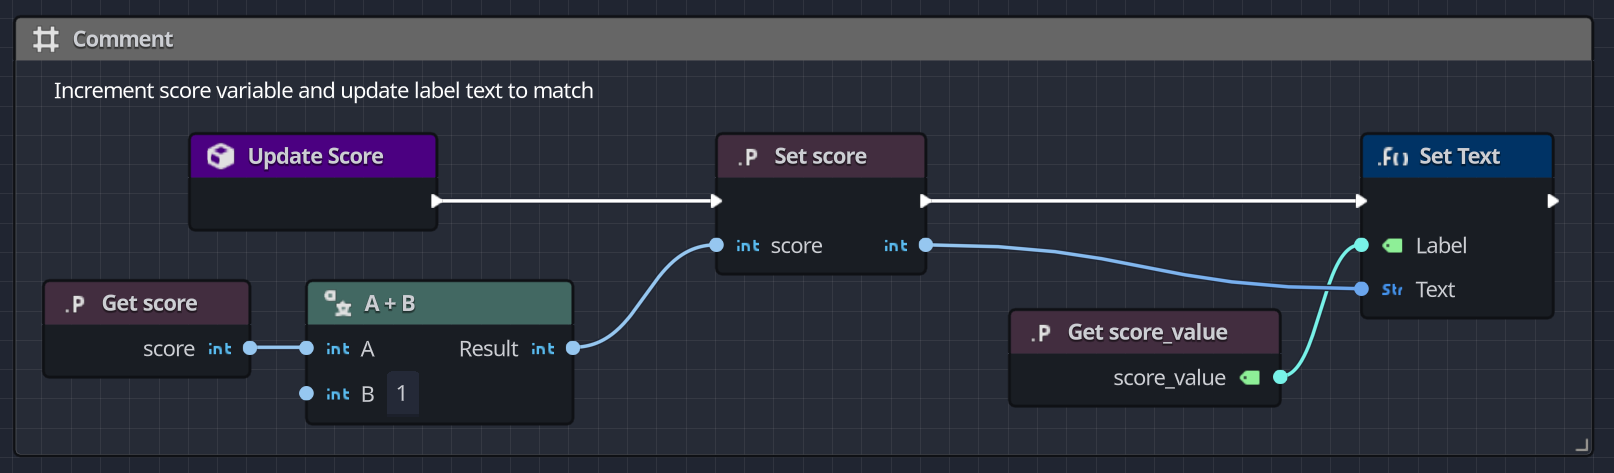 Comment
Increment score variable and update label text to match
Update Score
.P Set score
.f() Set Text
int score int
Label
Str Text
.P Get score
score int
A + B
int A Result int
int B 1
.P Get score_value
score_value